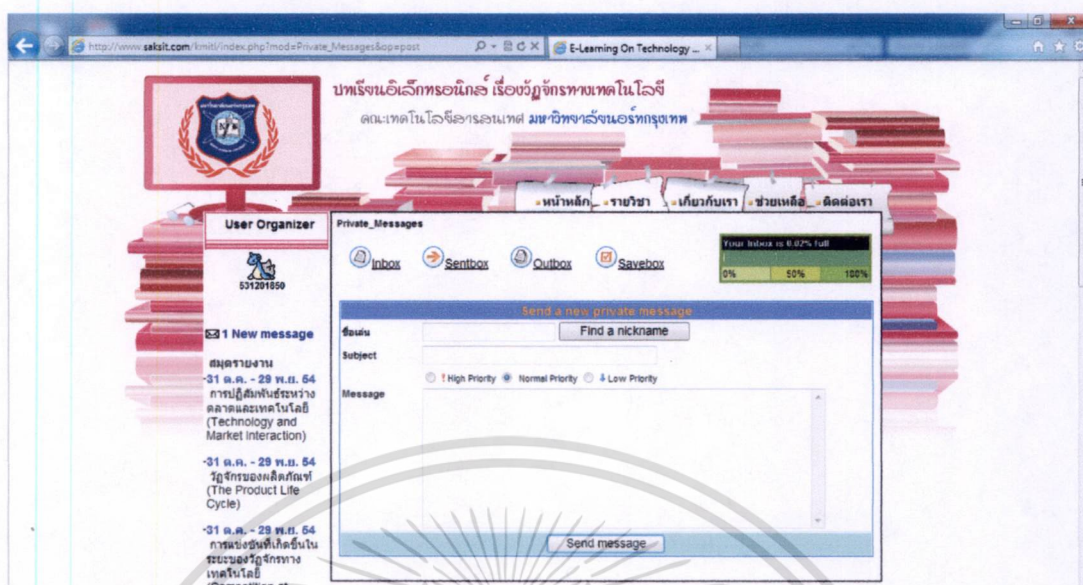 http://www.saksit.com/kmitl/index.php?mod=Private_Messages&op=post
E-Learning On Technology ...
บทเรียนอิเล็กทรอนิกส์ เรื่องวัฏจักรทางเทคโนโลยี
คณะเทคโนโลยีสารสนเทศ มหาวิทยาลัยนอร์ทกรุงเทพ
หน้าหลัก รายวิชา เกี่ยวกับเรา ช่วยเหลือ ติดต่อเรา
User Organizer
531201850
1 New message
สมุดรายงาน
-31 ต.ค. - 29 พ.ย. 54
การปฏิสัมพันธ์ระหว่าง
ตลาดและเทคโนโลยี
(Technology and
Market Interaction)
-31 ต.ค. - 29 พ.ย. 54
วัฏจักรของผลิตภัณฑ์
(The Product Life
Cycle)
-31 ต.ค. - 29 พ.ย. 54
การแข่งขันที่เกิดขึ้นใน
ระยะของวัฏจักรทาง
เทคโนโลยี
Private_Messages
Inbox Sentbox Outbox Savebox
Your Inbox is 0.02% full
0% 50% 100%
Send a new private message
ชื่อเล่น Find a nickname
Subject
High Priority Normal Priority Low Priority
Message
Send message